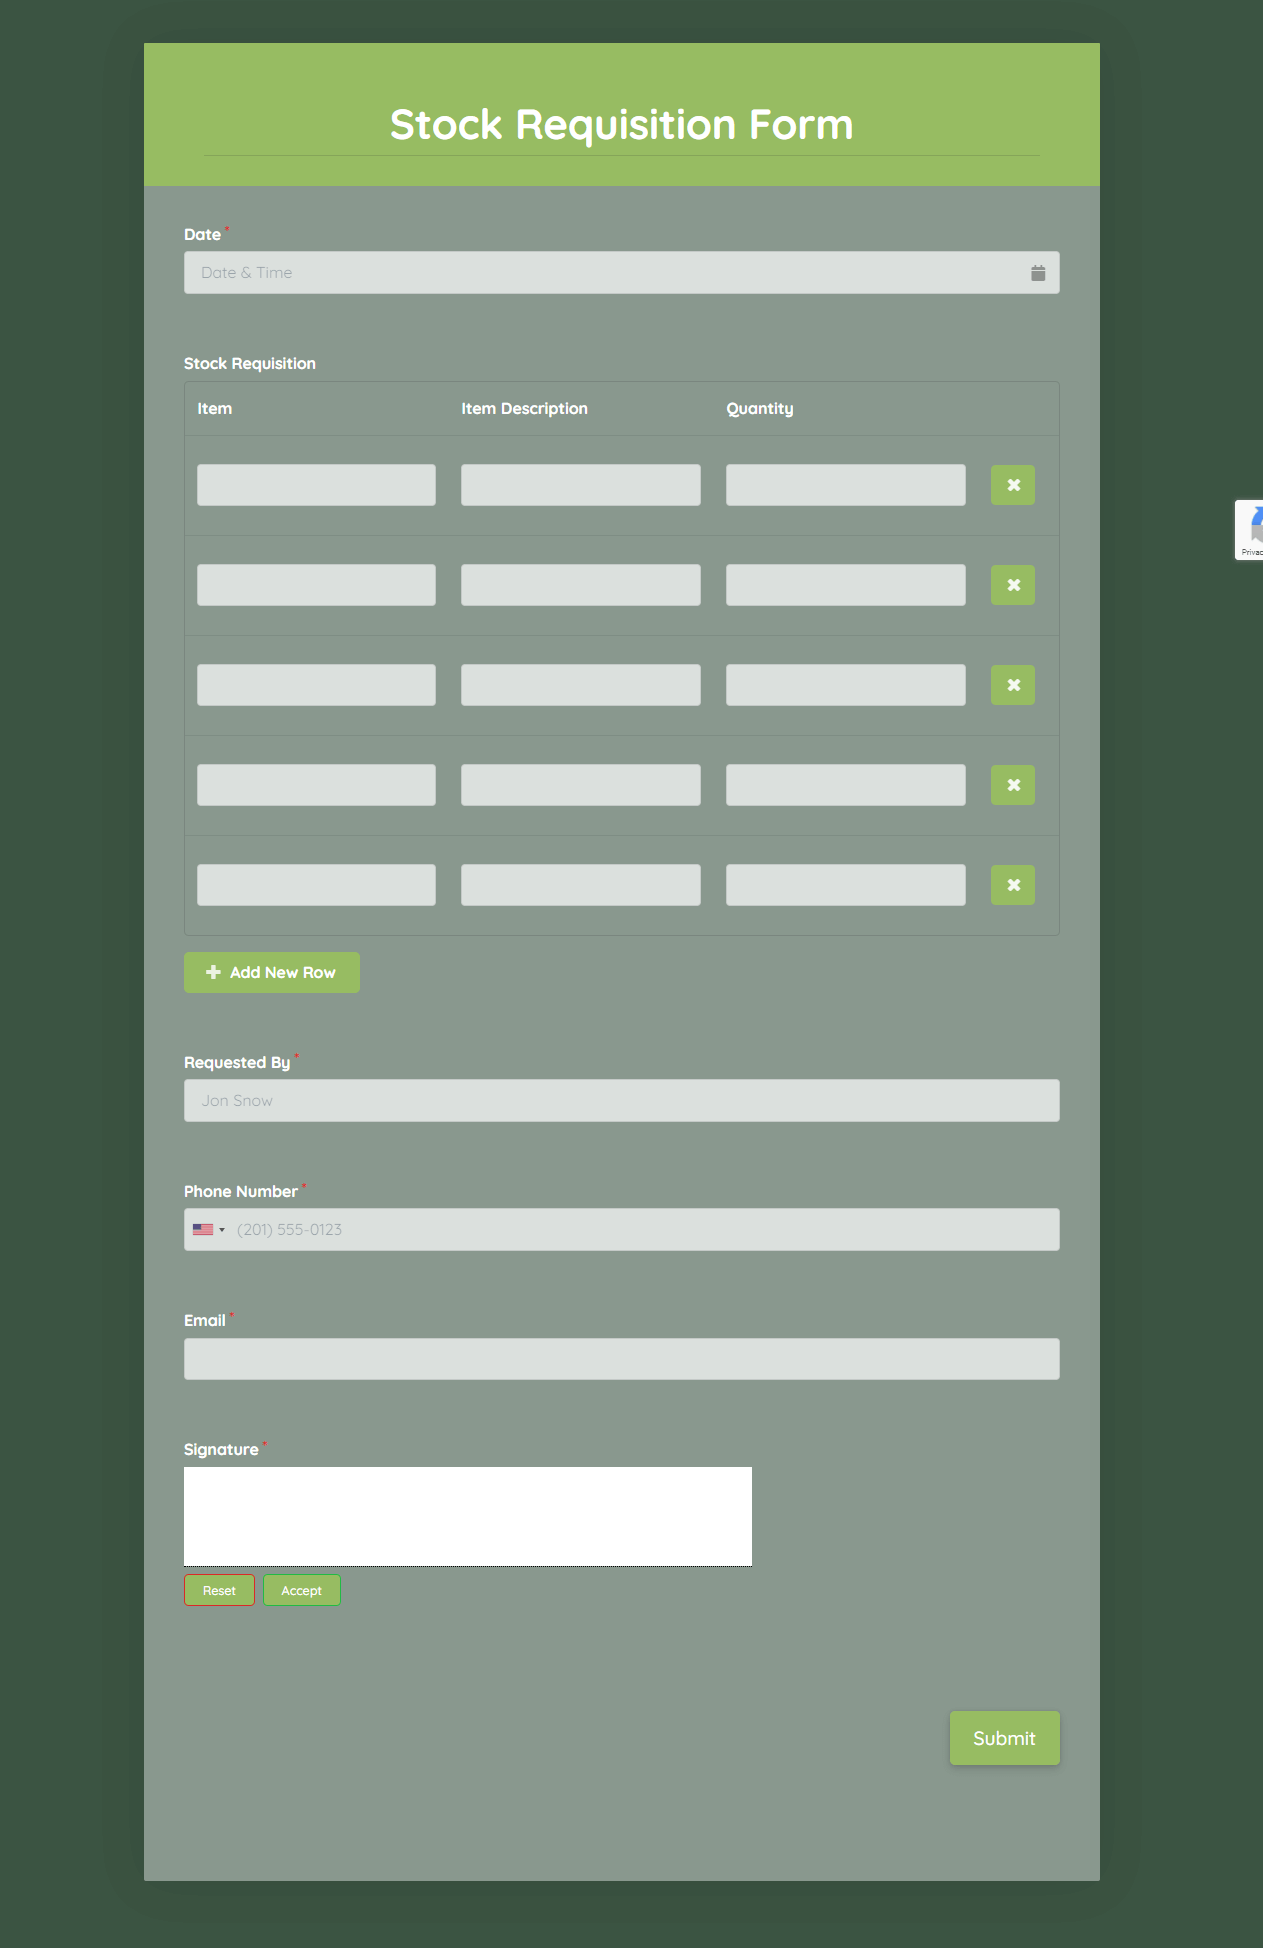 Stock Requisition Form
Date *
Date & Time
Stock Requisition
Item Item Description Quantity
Add New Row
Requested By *
Jon Snow
Phone Number *
(201) 555-0123
Email *
Signature *
Reset Accept
Submit